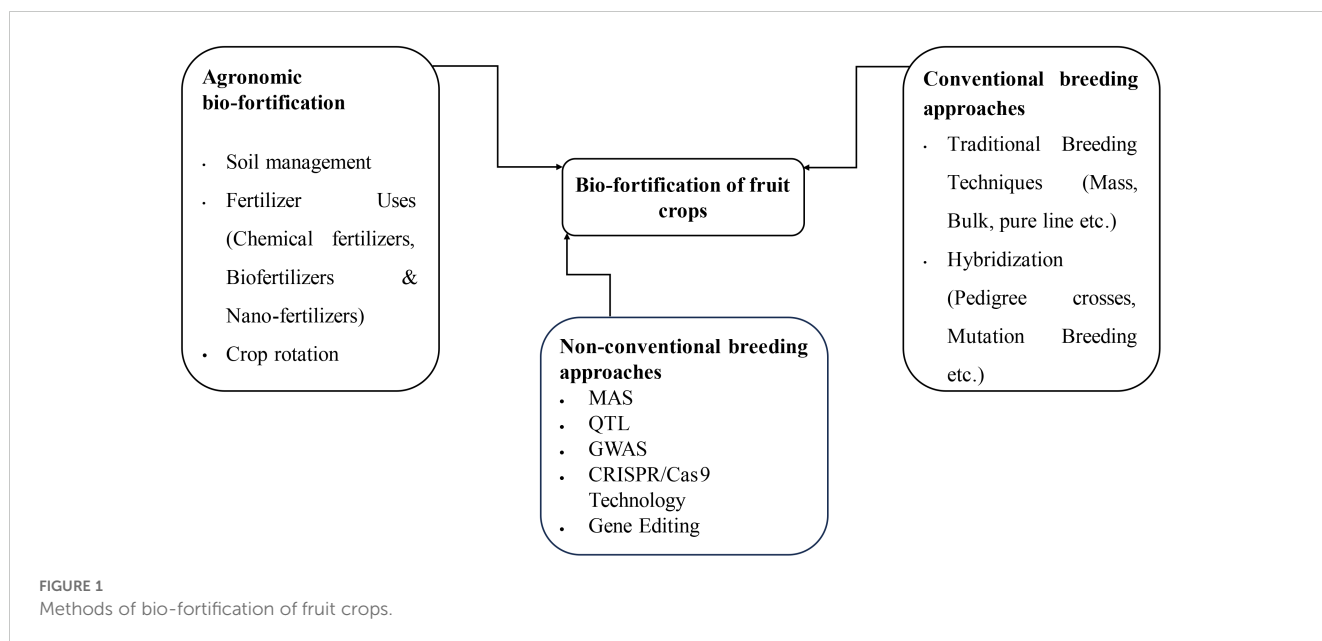 Agronomic
bio-fortification
· Soil management
· Fertilizer Uses
(Chemical fertilizers,
Biofertilizers &
Nano-fertilizers)
• Crop rotation
Bio-fortification of fruit
crops
Conventional breeding
approaches
· Traditional Breeding
Techniques (Mass,
Bulk, pure line etc.)
· Hybridization
(Pedigree crosses,
Mutation Breeding
etc.)
Non-conventional breeding
approaches
· MAS
· QTL
· GWAS
· CRISPR/Cas9
Technology
· Gene Editing
FIGURE 1
Methods of bio-fortification of fruit crops.